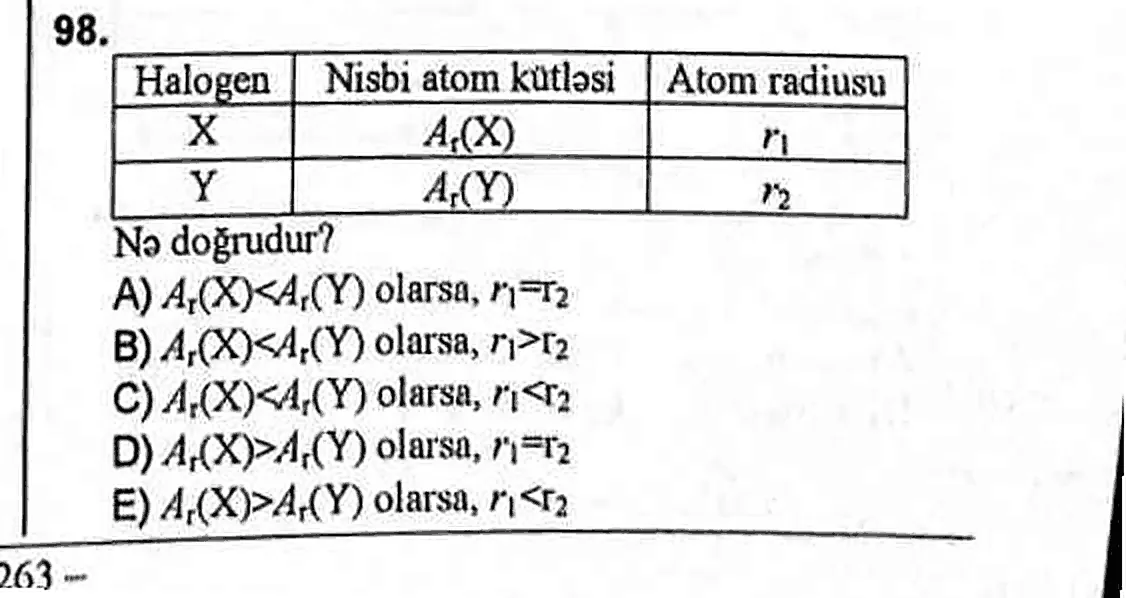 98.
Halogen Nisbi atom kütləsi Atom radiusu
X Aᵣ(X) r₁
Y Aᵣ(Y) r₂
Nə doğrudur?
A) Aᵣ(X)<Aᵣ(Y) olarsa, r₁=r₂
B) Aᵣ(X)<Aᵣ(Y) olarsa, r₁>r₂
C) Aᵣ(X)<Aᵣ(Y) olarsa, r₁<r₂
D) Aᵣ(X)>Aᵣ(Y) olarsa, r₁=r₂
E) Aᵣ(X)>Aᵣ(Y) olarsa, r₁<r₂
263 –